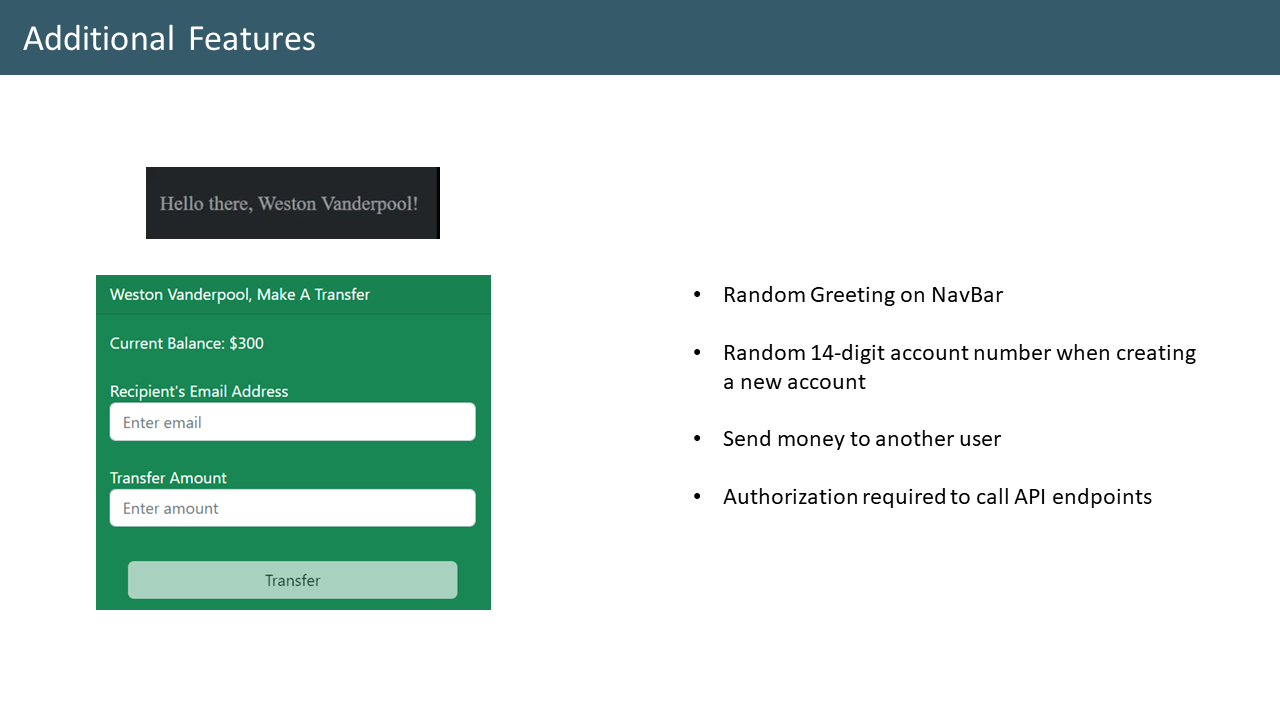 Additional Features
Hello there, Weston Vanderpool!
Weston Vanderpool, Make A Transfer
Current Balance: $300
Recipient's Email Address
Enter email
Transfer Amount
Enter amount
Transfer
• Random Greeting on NavBar
• Random 14-digit account number when creating
a new account
• Send money to another user
• Authorization required to call API endpoints